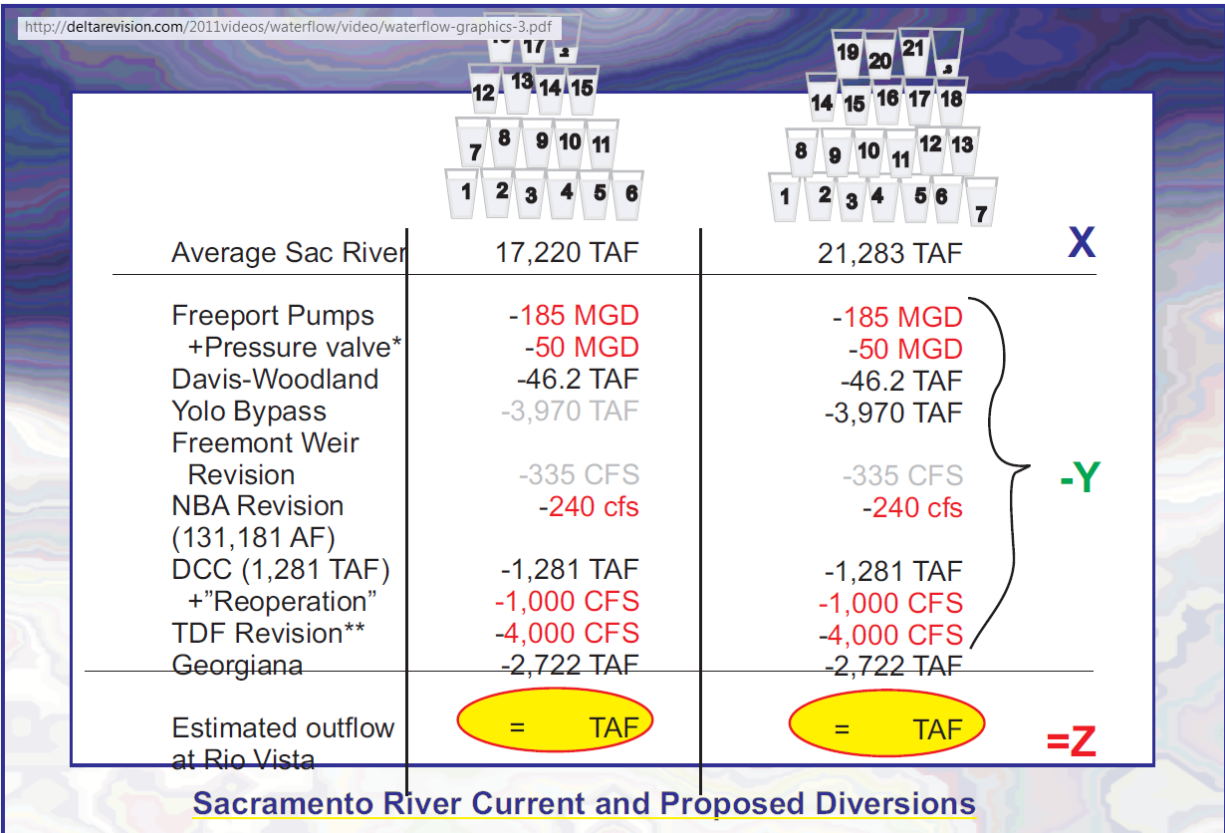 http://deltarevision.com/2011videos/waterflow/video/waterflow-graphics-3.pdf
17 .2 19 20 21 .3
12 13 14 15 14 15 16 17 18
7 8 9 10 11 8 9 10 11 12 13
1 2 3 4 5 6 1 2 3 4 5 6 7
Average Sac River 17,220 TAF 21,283 TAF X
Freeport Pumps -185 MGD -185 MGD
+Pressure valve* -50 MGD -50 MGD
Davis-Woodland -46.2 TAF -46.2 TAF
Yolo Bypass -3,970 TAF -3,970 TAF
Freemont Weir
Revision -335 CFS -335 CFS -Y
NBA Revision -240 cfs -240 cfs
(131,181 AF)
DCC (1,281 TAF) -1,281 TAF -1,281 TAF
+”Reoperation” -1,000 CFS -1,000 CFS
TDF Revision** -4,000 CFS -4,000 CFS
Georgiana -2,722 TAF -2,722 TAF
Estimated outflow = TAF = TAF =Z
at Rio Vista
Sacramento River Current and Proposed Diversions